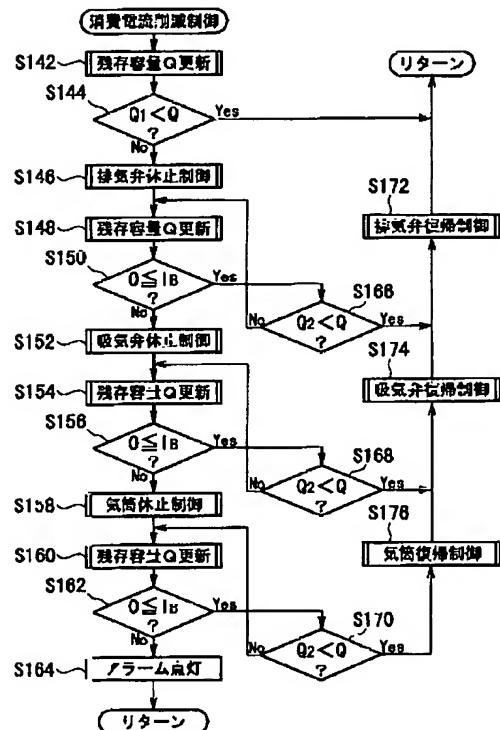 消費電流削減制御
S142
残存容量Q更新
リターン
S144
Q1<Q
?
Yes
No
S146
排気弁休止制御
S172
排気弁復帰制御
S148
残存容量Q更新
S150
0≦IB
?
Yes
No
S166
Q2<Q
?
No
Yes
S152
吸気弁休止制御
S174
吸気弁復帰制御
S154
残存容量Q更新
S156
0≦IB
?
Yes
No
S168
Q2<Q
?
No
Yes
S158
気筒休止制御
S176
気筒復帰制御
S160
残存容量Q更新
S162
0≦IB
?
Yes
No
S170
Q2<Q
?
No
Yes
S164
アラーム点灯
リターン